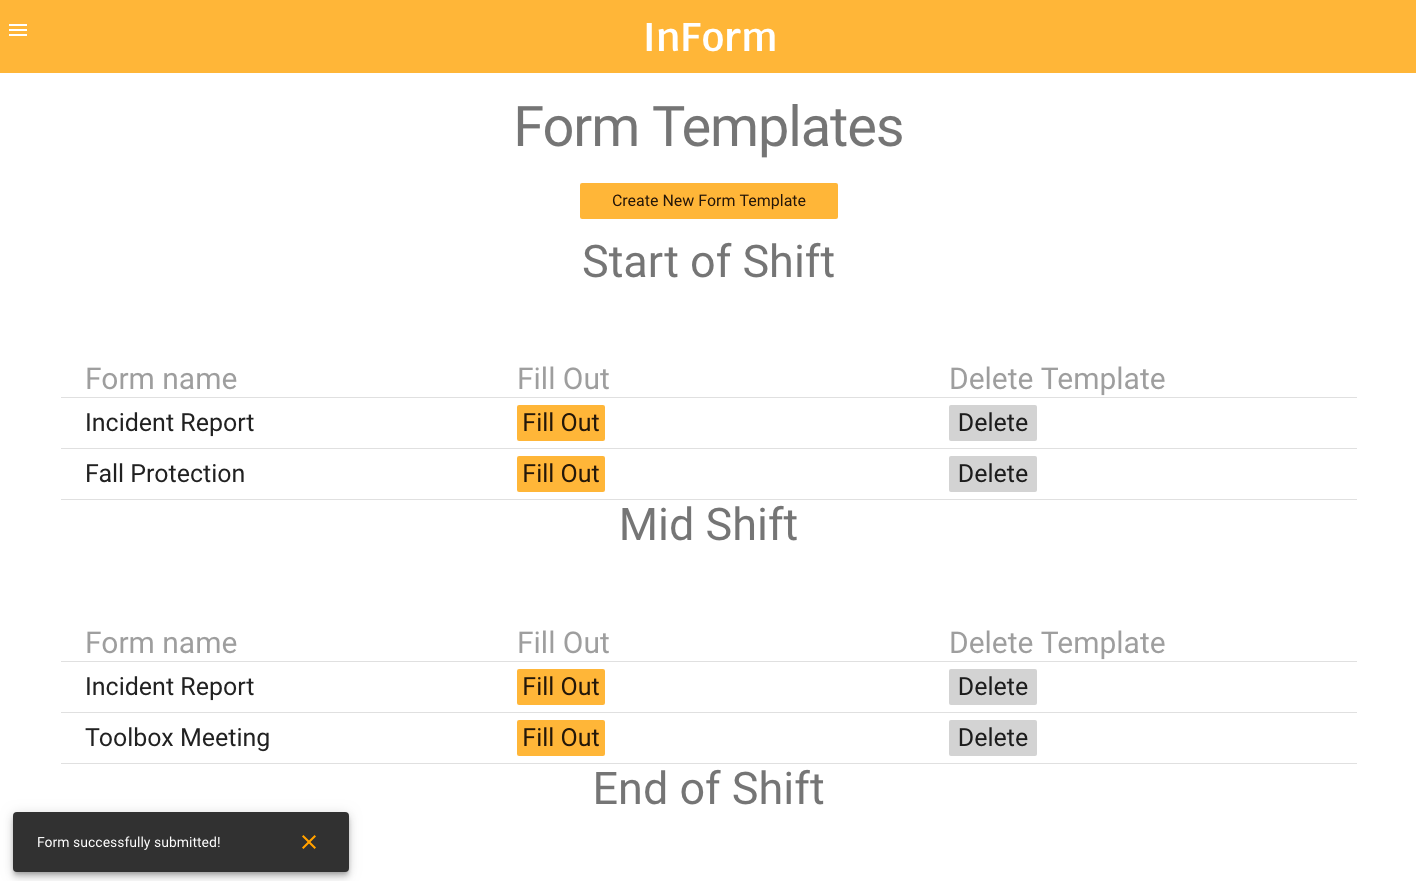 InForm
Form Templates
Create New Form Template
Start of Shift
Form name Fill Out Delete Template
Incident Report Fill Out Delete
Fall Protection Fill Out Delete
Mid Shift
Form name Fill Out Delete Template
Incident Report Fill Out Delete
Toolbox Meeting Fill Out Delete
End of Shift
Form successfully submitted!